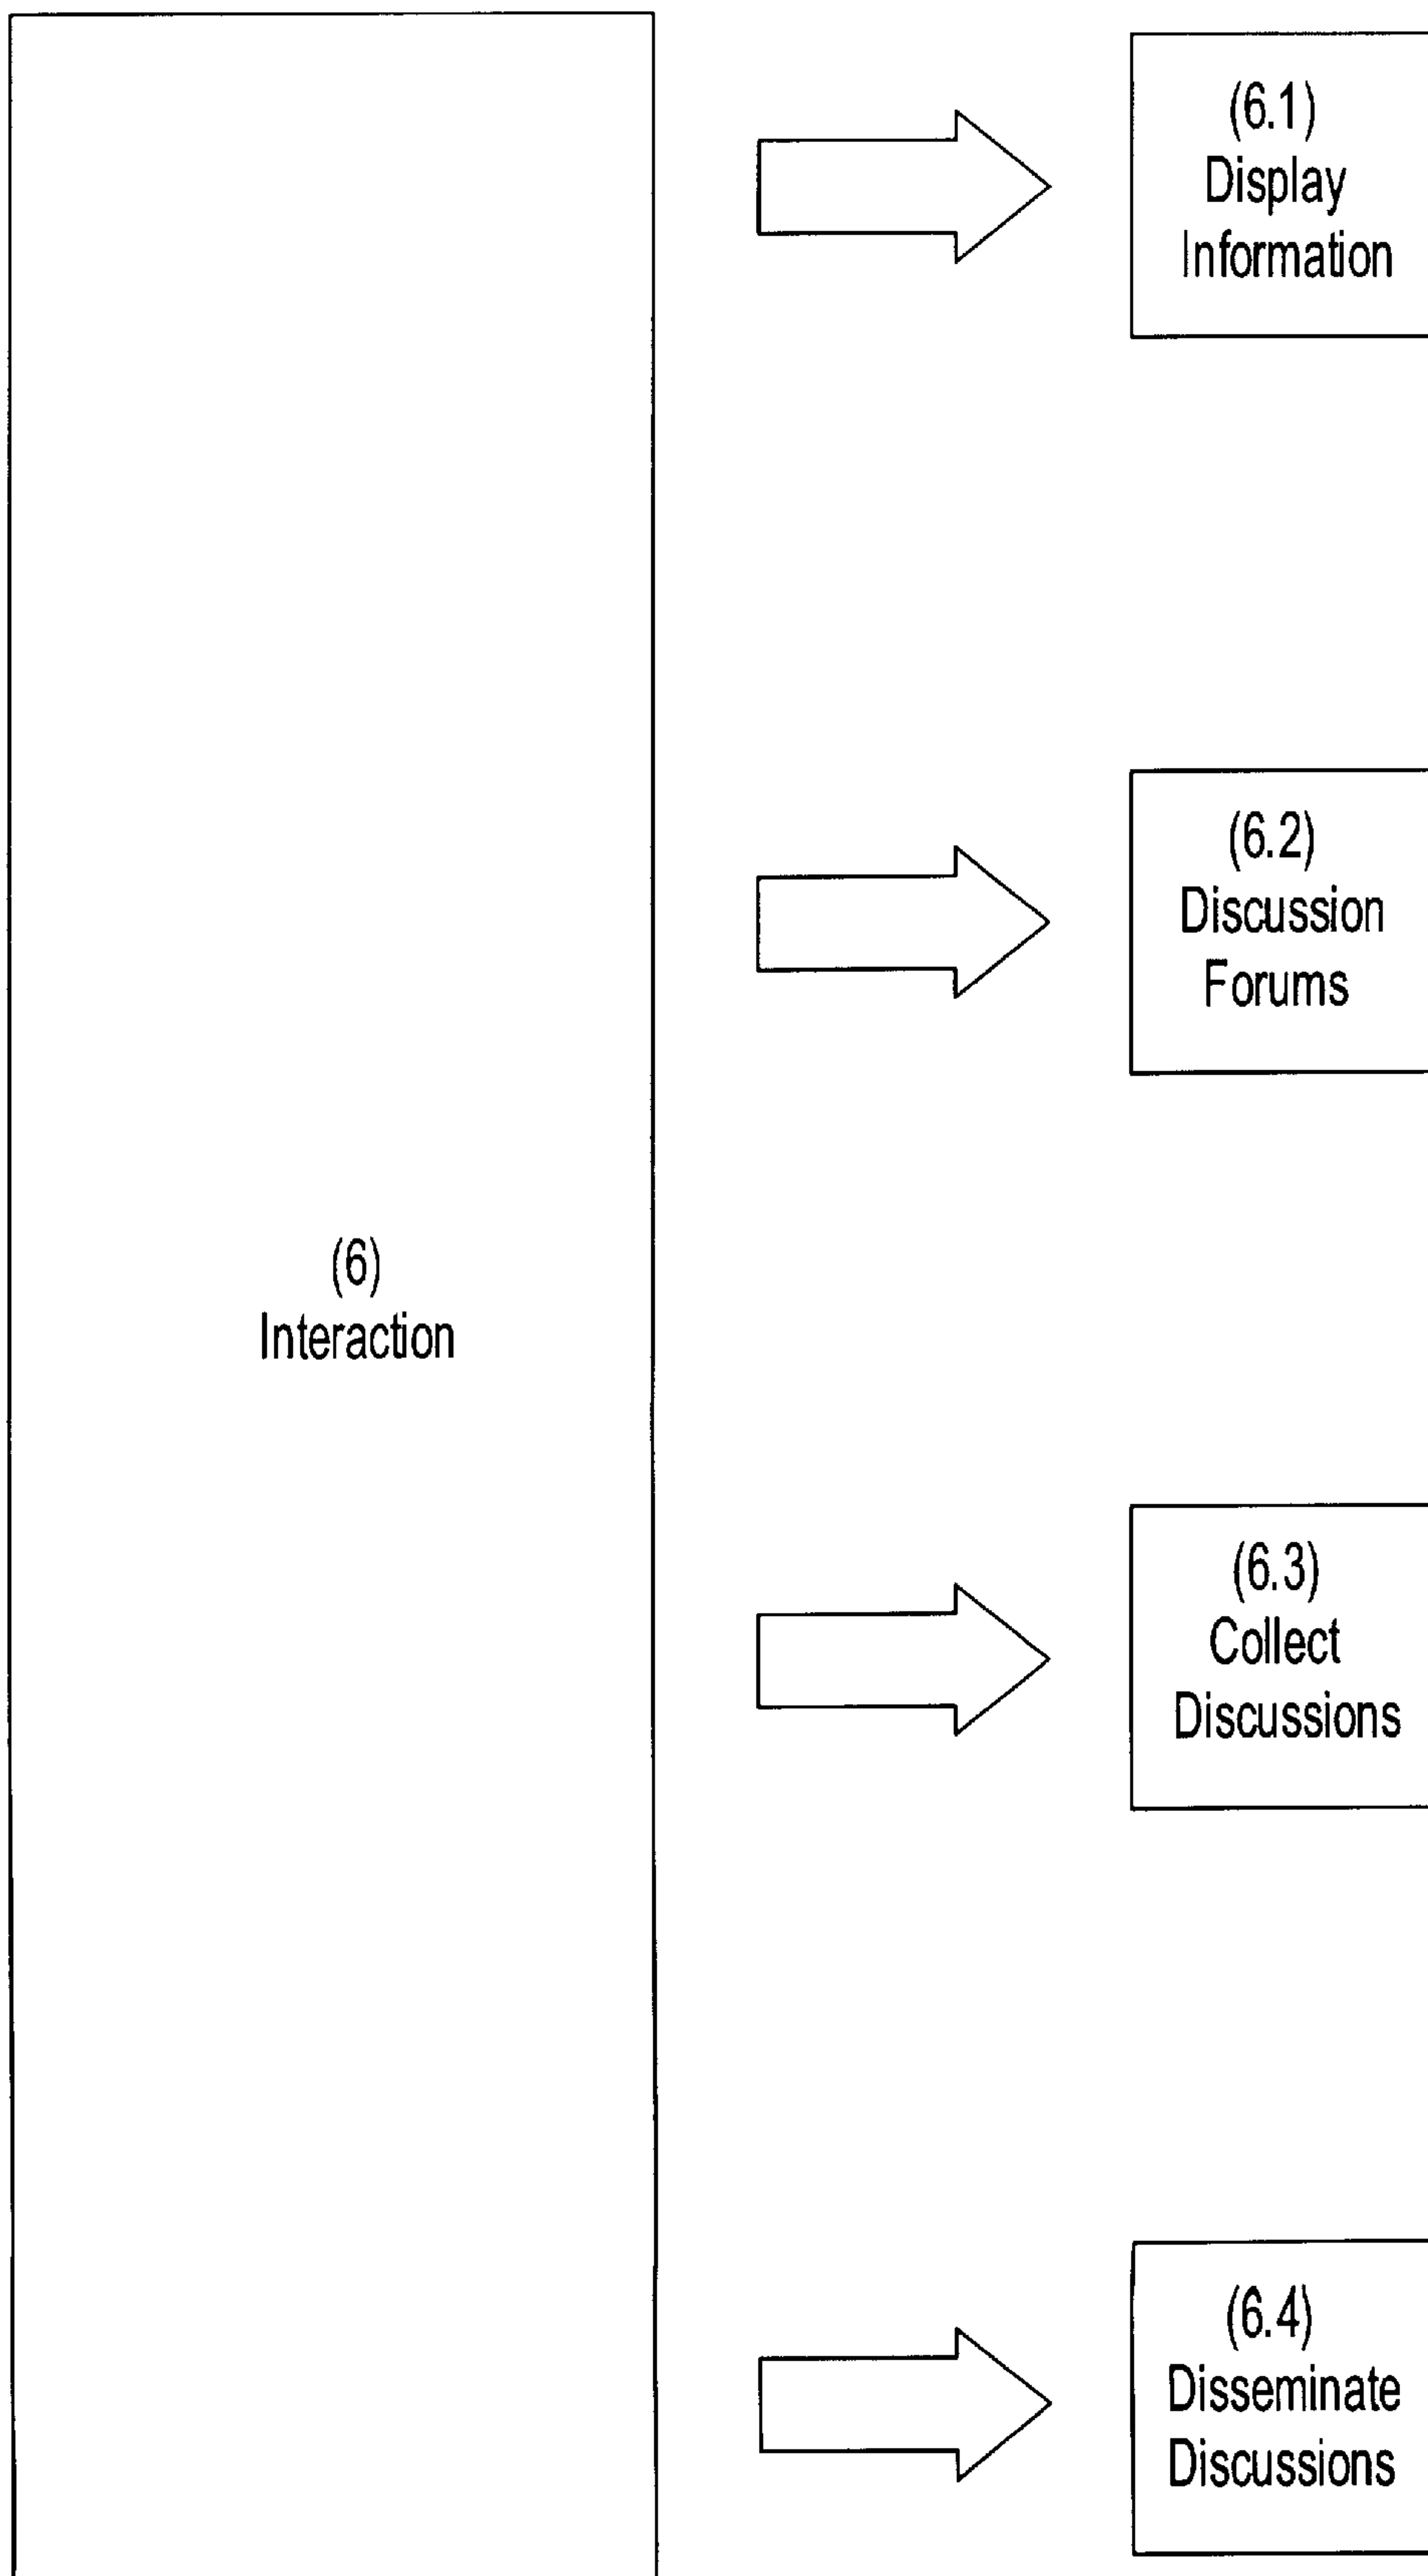 (6.1)
Display
Information
(6.2)
Discussion
Forums
(6)
Interaction
(6.3)
Collect
Discussions
(6.4)
Disseminate
Discussions